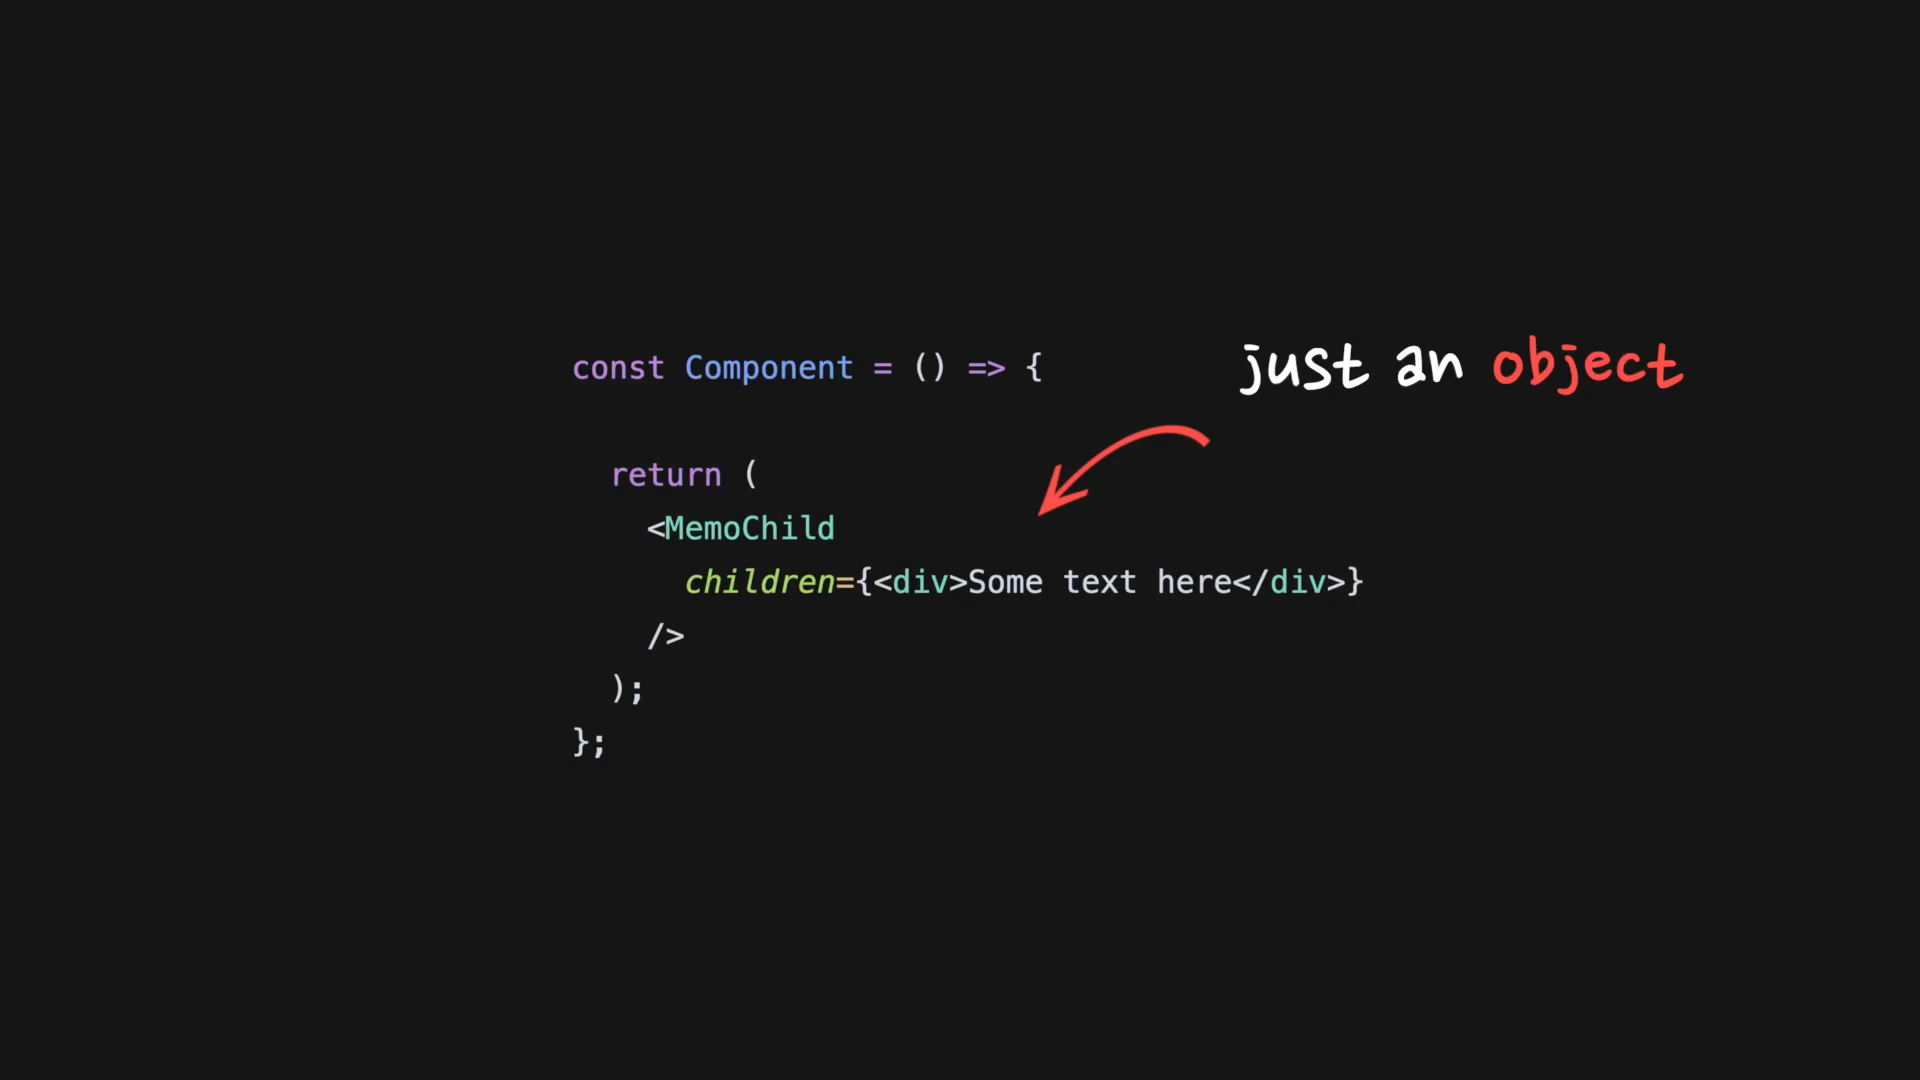 const Component = () => {
just an object
return (
<MemoChild
children={<div>Some text here</div>}
/>
);
};